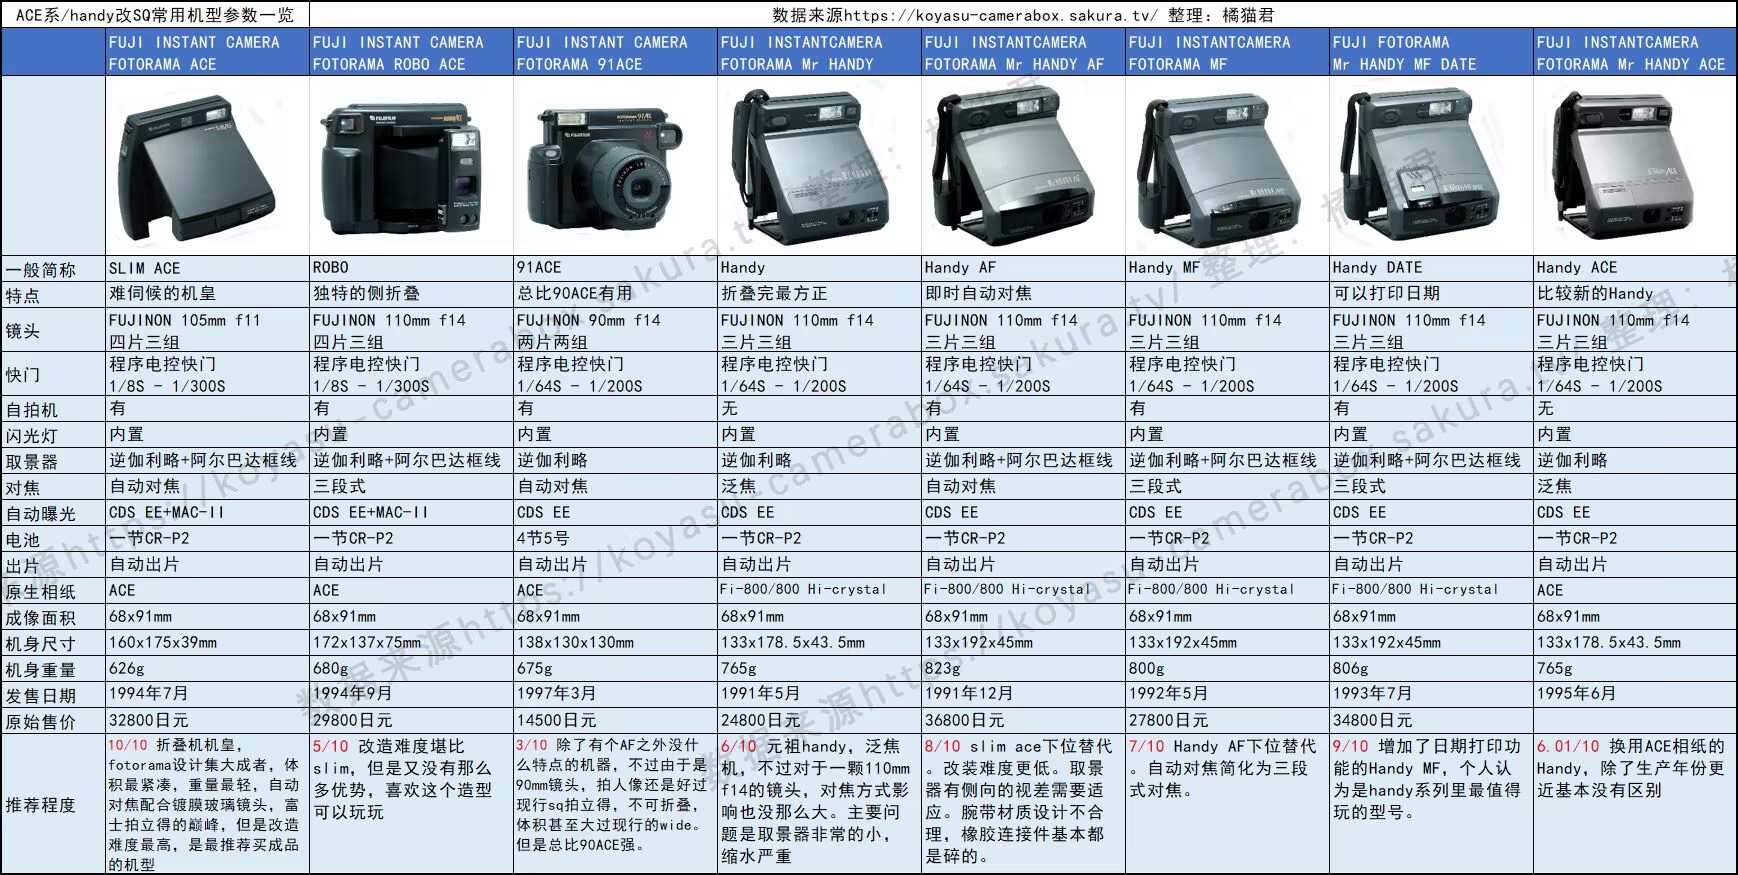 ACE系/handy改SQ常用机型参数一览
数据来源https://koyasu-camerabox.sakura.tv/ 整理：橘猫君
FUJI INSTANT CAMERA
FOTORAMA ACE
FUJI INSTANT CAMERA
FOTORAMA ROBO ACE
FUJI INSTANT CAMERA
FOTORAMA 91ACE
FUJI INSTANTCAMERA
FOTORAMA Mr HANDY
FUJI INSTANTCAMERA
FOTORAMA Mr HANDY AF
FUJI INSTANTCAMERA
FOTORAMA MF
FUJI FOTORAMA
Mr HANDY MF DATE
FUJI INSTANTCAMERA
FOTORAMA Mr HANDY ACE
一般简称 SLIM ACE ROBO 91ACE Handy Handy AF Handy MF Handy DATE Handy ACE
特点 难伺候的机皇 独特的侧折叠 总比90ACE有用 折叠完最方正 即时自动对焦 可以打印日期 比较新的Handy
镜头
FUJINON 105mm f11
四片三组
FUJINON 110mm f14
四片三组
FUJINON 90mm f14
两片两组
FUJINON 110mm f14
三片三组
FUJINON 110mm f14
三片三组
FUJINON 110mm f14
三片三组
FUJINON 110mm f14
三片三组
FUJINON 110mm f14
三片三组
快门
程序电控快门
1/8S - 1/300S
程序电控快门
1/8S - 1/300S
程序电控快门
1/64S - 1/200S
程序电控快门
1/64S - 1/200S
程序电控快门
1/64S - 1/200S
程序电控快门
1/64S - 1/200S
程序电控快门
1/64S - 1/200S
程序电控快门
1/64S - 1/200S
自拍机 有 有 有 无 有 有 有 无
闪光灯 内置 内置 内置 内置 内置 内置 内置 内置
取景器 逆伽利略+阿尔巴达框线 逆伽利略+阿尔巴达框线 逆伽利略 逆伽利略 逆伽利略+阿尔巴达框线 逆伽利略+阿尔巴达框线 逆伽利略+阿尔巴达框线 逆伽利略
对焦 自动对焦 三段式 自动对焦 泛焦 自动对焦 三段式 三段式 泛焦
自动曝光 CDS EE+MAC-II CDS EE+MAC-II CDS EE CDS EE CDS EE CDS EE CDS EE CDS EE
电池 一节CR-P2 一节CR-P2 4节5号 一节CR-P2 一节CR-P2 一节CR-P2 一节CR-P2 一节CR-P2
出片 自动出片 自动出片 自动出片 自动出片 自动出片 自动出片 自动出片 自动出片
原生相纸 ACE ACE ACE Fi-800/800 Hi-crystal Fi-800/800 Hi-crystal Fi-800/800 Hi-crystal Fi-800/800 Hi-crystal ACE
成像面积 68x91mm 68x91mm 68x91mm 68x91mm 68x91mm 68x91mm 68x91mm 68x91mm
机身尺寸 160x175x39mm 172x137x75mm 138x130x130mm 133x178.5x43.5mm 133x192x45mm 133x192x45mm 133x192x45mm 133x178.5x43.5mm
机身重量 626g 680g 675g 765g 823g 800g 806g 765g
发售日期 1994年7月 1994年9月 1997年3月 1991年5月 1991年12月 1992年5月 1993年7月 1995年6月
原始售价 32800日元 29800日元 14500日元 24800日元 36800日元 27800日元 34800日元
推荐程度
10/10 折叠机机皇，
fotorama设计集大成者，体
积最紧凑，重量最轻，自动
对焦配合镀膜玻璃镜头，富
士拍立得的巅峰，但是改造
难度最高，是最推荐买成品
的机型
5/10 改造难度堪比
slim，但是又没有那么
多优势，喜欢这个造型
可以玩玩
3/10 除了有个AF之外没什
么特点的机器，不过由于是
90mm镜头，拍人像还是好过
现行sq拍立得，不可折叠，
体积甚至大过现行的wide。
但是总比90ACE强。
6/10 元祖handy，泛焦
机，不过对于一颗110mm
f14的镜头，对焦方式影
响也没那么大。主要问
题是取景器非常的小，
缩水严重
8/10 slim ace下位替代
。改装难度更低。取景
器有侧向的视差需要适
应。腕带材质设计不合
理，橡胶连接件基本都
是碎的。
7/10 Handy AF下位替代
。自动对焦简化为三段
式对焦。
9/10 增加了日期打印功
能的Handy MF，个人认
为是handy系列里最值得
玩的型号。
6.01/10 换用ACE相纸的
Handy，除了生产年份更
近基本没有区别